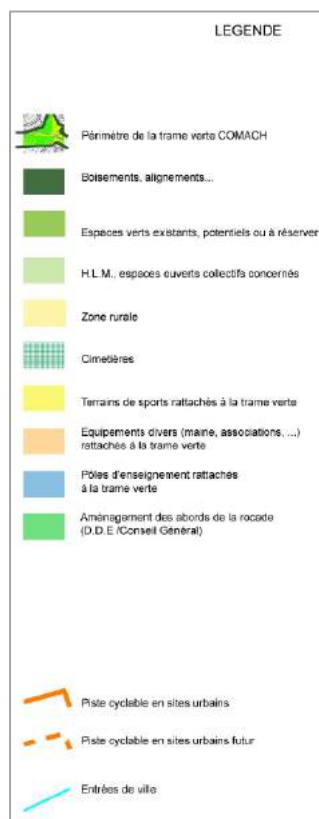 LEGENDE
Périmètre de la trame verte COMACH
Boisements, alignements...
Espaces verts existants, potentiels ou à réserver
H.L.M., espaces ouverts collectifs concernés
Zone rurale
Cimetières
Terrains de sports rattachés à la trame verte
Equipements divers (mairie, associations, ...)
rattachés à la trame verte
Pôles d'enseignement rattachés
à la trame verte
Aménagement des abords de la rocade
(D.D.E /Conseil Général)
Piste cyclable en sites urbains
Piste cyclable en sites urbains futur
Entrées de ville